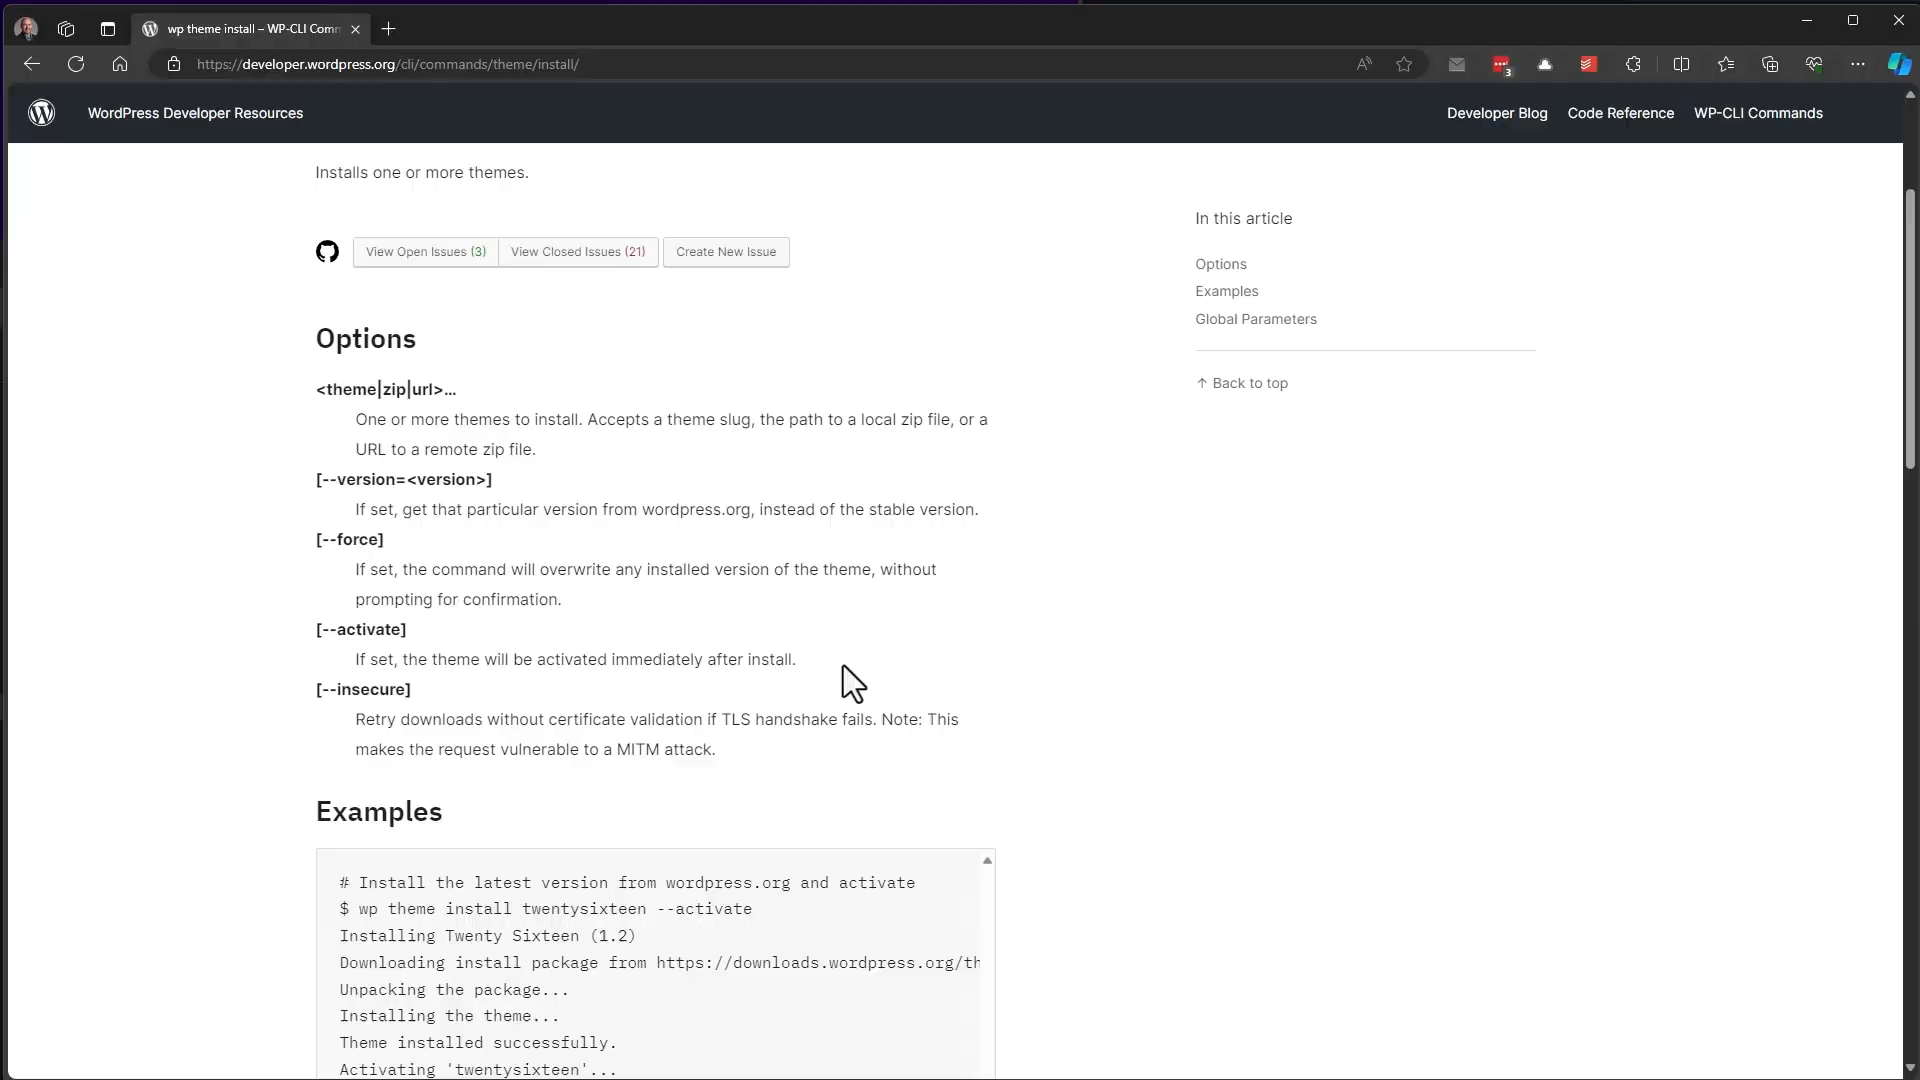 wp theme install – WP-CLI Comm
https://developer.wordpress.org/cli/commands/theme/install/
3
WordPress Developer Resources
Developer Blog
Code Reference
WP-CLI Commands
Installs one or more themes.
View Open Issues (3)
View Closed Issues (21)
Create New Issue
In this article
Options
Examples
Global Parameters
↑ Back to top
Options
<theme|zip|url>…
One or more themes to install. Accepts a theme slug, the path to a local zip file, or a
URL to a remote zip file.
[--version=<version>]
If set, get that particular version from wordpress.org, instead of the stable version.
[--force]
If set, the command will overwrite any installed version of the theme, without
prompting for confirmation.
[--activate]
If set, the theme will be activated immediately after install.
[--insecure]
Retry downloads without certificate validation if TLS handshake fails. Note: This
makes the request vulnerable to a MITM attack.
Examples
# Install the latest version from wordpress.org and activate
$ wp theme install twentysixteen --activate
Installing Twenty Sixteen (1.2)
Downloading install package from https://downloads.wordpress.org/th
Unpacking the package...
Installing the theme...
Theme installed successfully.
Activating 'twentysixteen'...